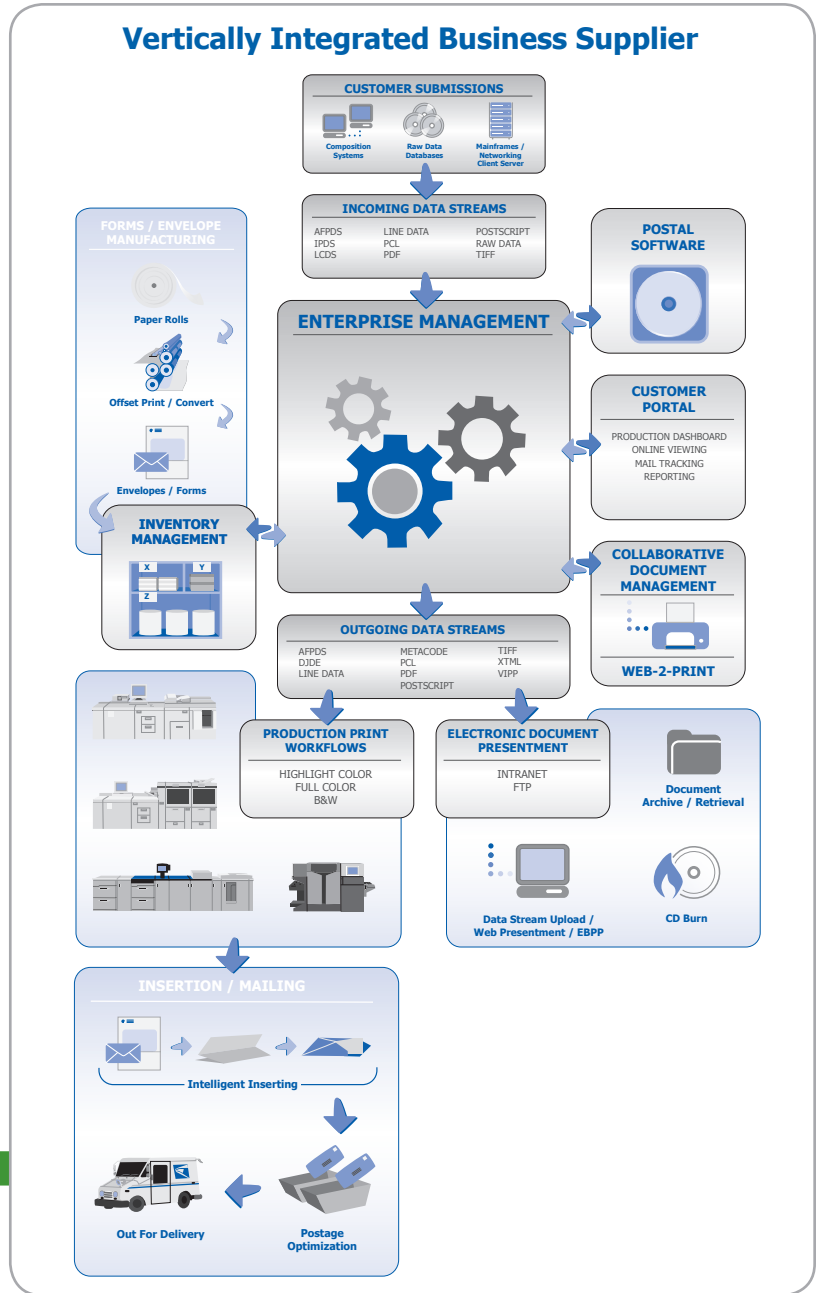 Vertically Integrated Business Supplier
CUSTOMER SUBMISSIONS
Composition
Systems
Raw Data
Databases
Mainframes /
Networking
Client Server
INCOMING DATA STREAMS
AFPDS
IPDS
LCDS
LINE DATA
PCL
PDF
POSTSCRIPT
RAW DATA
TIFF
FORMS / ENVELOPE
MANUFACTURING
Paper Rolls
Offset Print / Convert
Envelopes / Forms
INVENTORY
MANAGEMENT
X
Y
Z
ENTERPRISE MANAGEMENT
POSTAL
SOFTWARE
CUSTOMER
PORTAL
PRODUCTION DASHBOARD
ONLINE VIEWING
MAIL TRACKING
REPORTING
COLLABORATIVE
DOCUMENT
MANAGEMENT
WEB-2-PRINT
OUTGOING DATA STREAMS
AFPDS
DJDE
LINE DATA
METACODE
PCL
PDF
POSTSCRIPT
TIFF
XTML
VIPP
PRODUCTION PRINT
WORKFLOWS
HIGHLIGHT COLOR
FULL COLOR
B&W
ELECTRONIC DOCUMENT
PRESENTMENT
INTRANET
FTP
Document
Archive / Retrieval
Data Stream Upload /
Web Presentment / EBPP
CD Burn
INSERTION / MAILING
Intelligent Inserting
Out For Delivery
Postage
Optimization